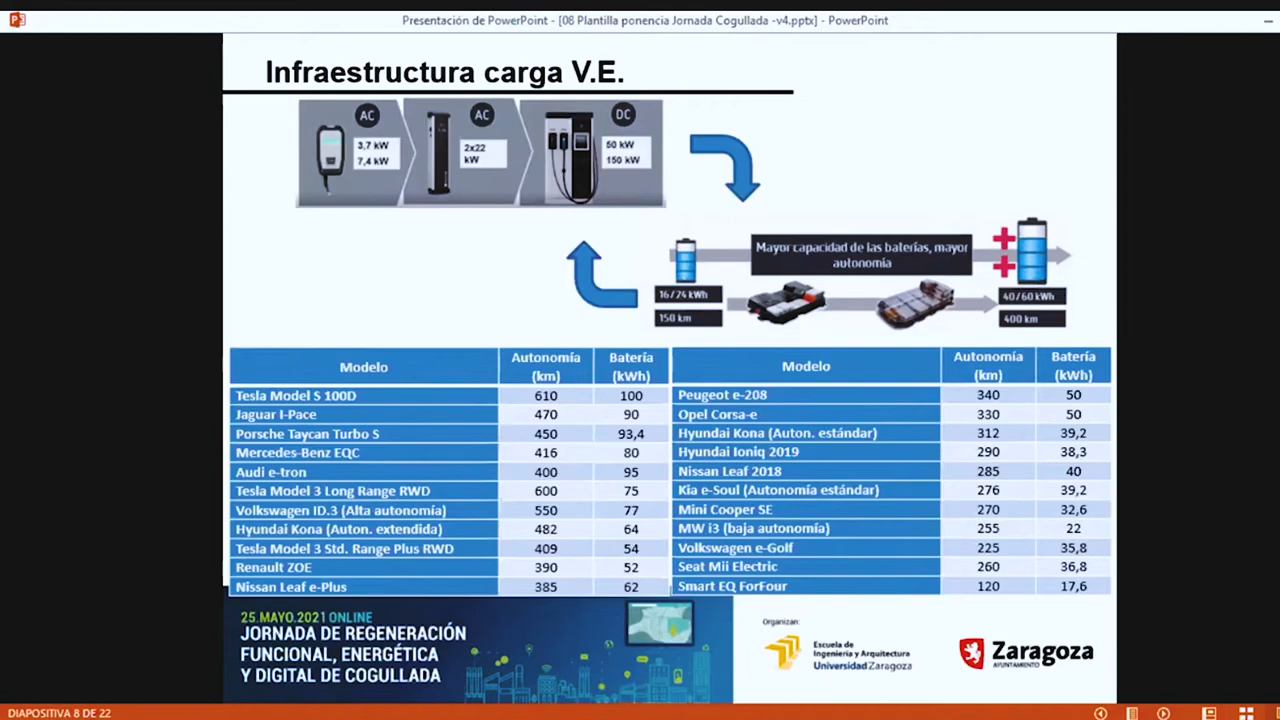 Presentación de PowerPoint - [08 Plantilla ponencia Jornada Cogullada -v4.pptx] - PowerPoint
Infraestructura carga V.E.
AC
3,7 kW
7,4 kW
AC
2x22
kW
DC
50 kW
150 kW
Mayor capacidad de las baterías, mayor
autonomía
16/24 kWh
150 km
40/60 kWh
400 km
Modelo Autonomía (km) Batería (kWh)
Tesla Model S 100D 610 100
Jaguar I-Pace 470 90
Porsche Taycan Turbo S 450 93,4
Mercedes-Benz EQC 416 80
Audi e-tron 400 95
Tesla Model 3 Long Range RWD 600 75
Volkswagen ID.3 (Alta autonomía) 550 77
Hyundai Kona (Auton. extendida) 482 64
Tesla Model 3 Std. Range Plus RWD 409 54
Renault ZOE 390 52
Nissan Leaf e-Plus 385 62
Modelo Autonomía (km) Batería (kWh)
Peugeot e-208 340 50
Opel Corsa-e 330 50
Hyundai Kona (Auton. estándar) 312 39,2
Hyundai Ioniq 2019 290 38,3
Nissan Leaf 2018 285 40
Kia e-Soul (Autonomía estándar) 276 39,2
Mini Cooper SE 270 32,6
MW i3 (baja autonomía) 255 22
Volkswagen e-Golf 225 35,8
Seat Mii Electric 260 36,8
Smart EQ ForFour 120 17,6
25.MAYO.2021 ONLINE
JORNADA DE REGENERACIÓN
FUNCIONAL, ENERGÉTICA
Y DIGITAL DE COGULLADA
Organizan:
Escuela de
Ingeniería y Arquitectura
Universidad Zaragoza
Zaragoza
AYUNTAMIENTO
DIAPOSITIVA 8 DE 22